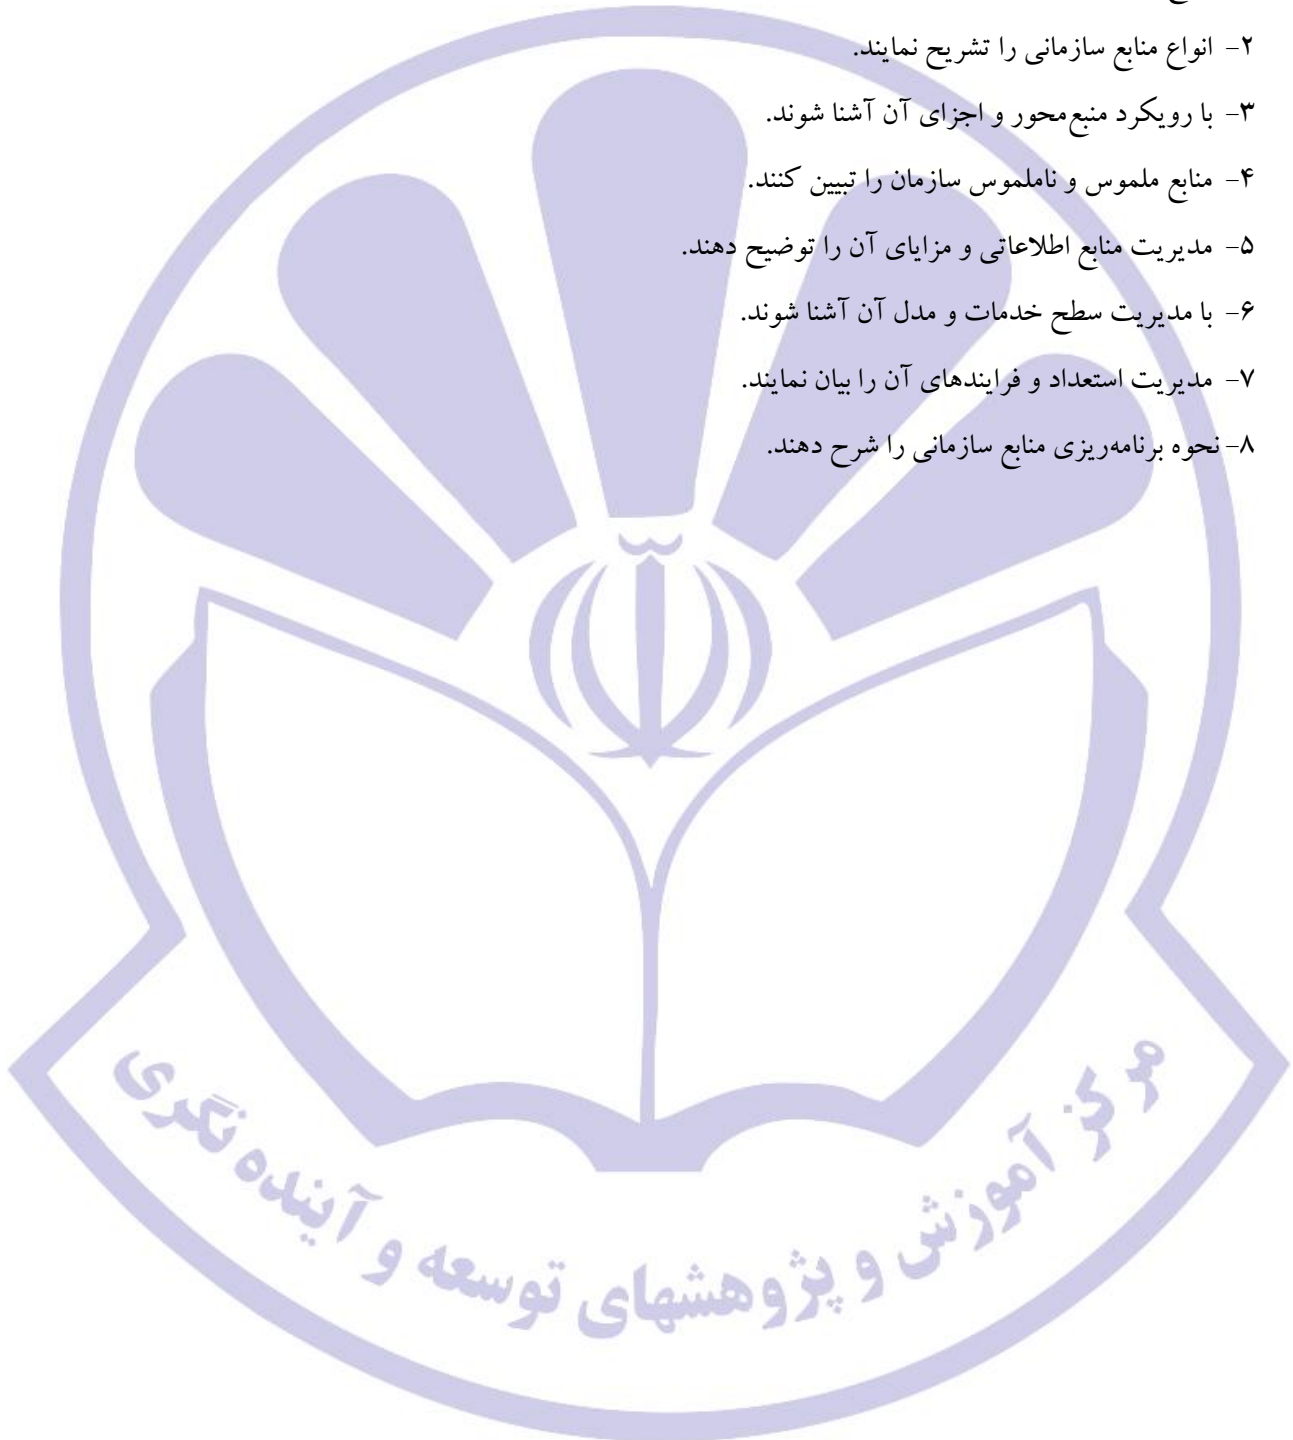 ۲- انواع منابع سازمانی را تشریح نمایند.
۳- با رویکرد منبع‌محور و اجزای آن آشنا شوند.
۴- منابع ملموس و ناملموس سازمان را تبیین کنند.
۵- مدیریت منابع اطلاعاتی و مزایای آن را توضیح دهند.
۶- با مدیریت سطح خدمات و مدل آن آشنا شوند.
۷- مدیریت استعداد و فرایندهای آن را بیان نمایند.
۸- نحوه برنامه‌ریزی منابع سازمانی را شرح دهند.
مرکز آموزش و پژوهشهای توسعه و آینده نگری